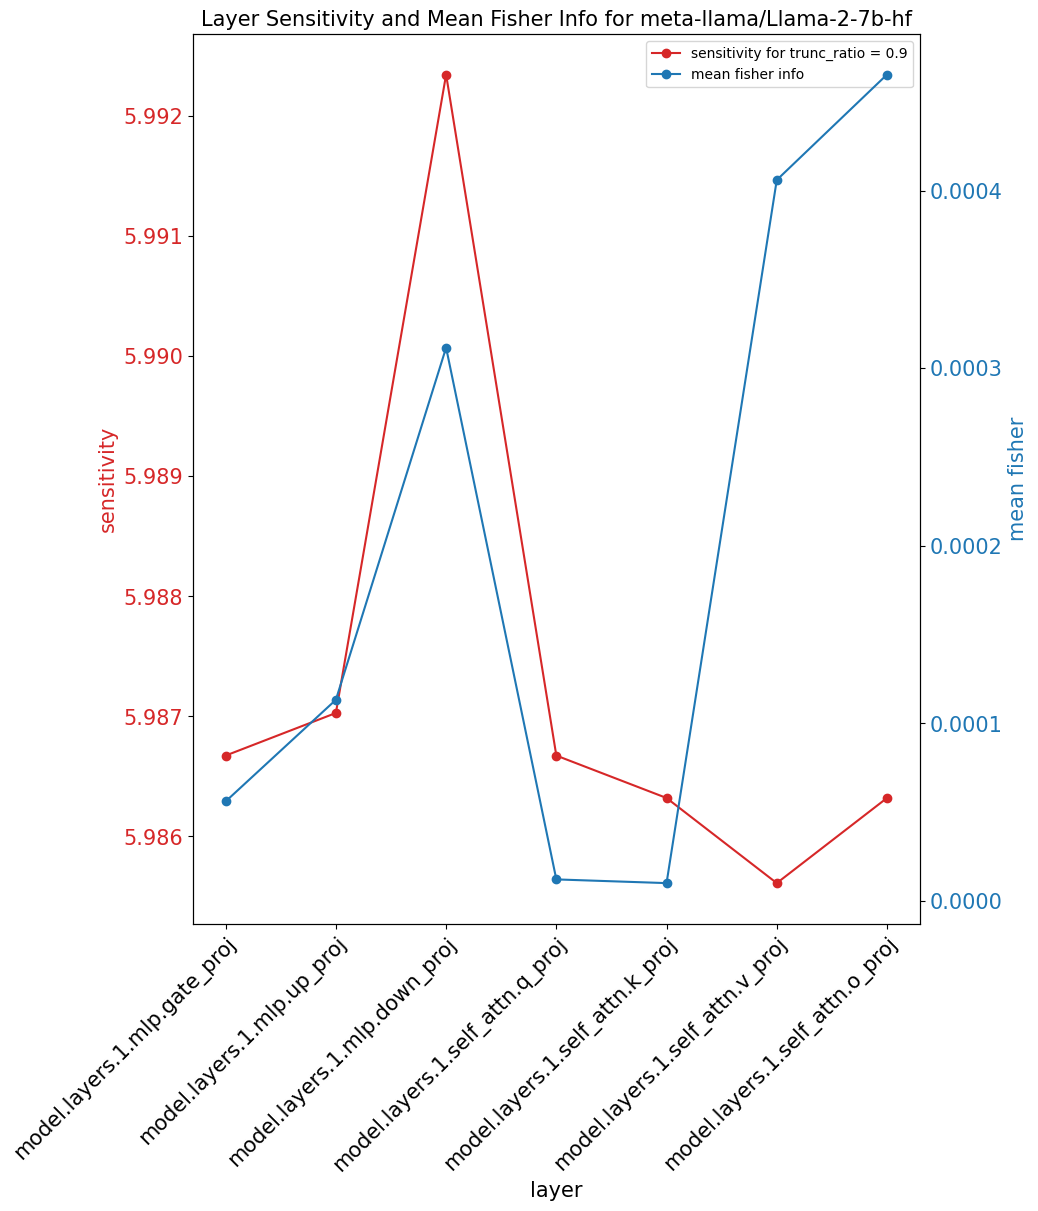 Layer Sensitivity and Mean Fisher Info for meta-llama/Llama-2-7b-hf
sensitivity for trunc_ratio = 0.9
mean fisher info
5.992
5.991
5.990
5.989
5.988
5.987
5.986
sensitivity
0.0004
0.0003
0.0002
0.0001
0.0000
mean fisher
model.layers.1.mlp.gate_proj
model.layers.1.mlp.up_proj
model.layers.1.mlp.down_proj
model.layers.1.self_attn.q_proj
model.layers.1.self_attn.k_proj
model.layers.1.self_attn.v_proj
model.layers.1.self_attn.o_proj
layer